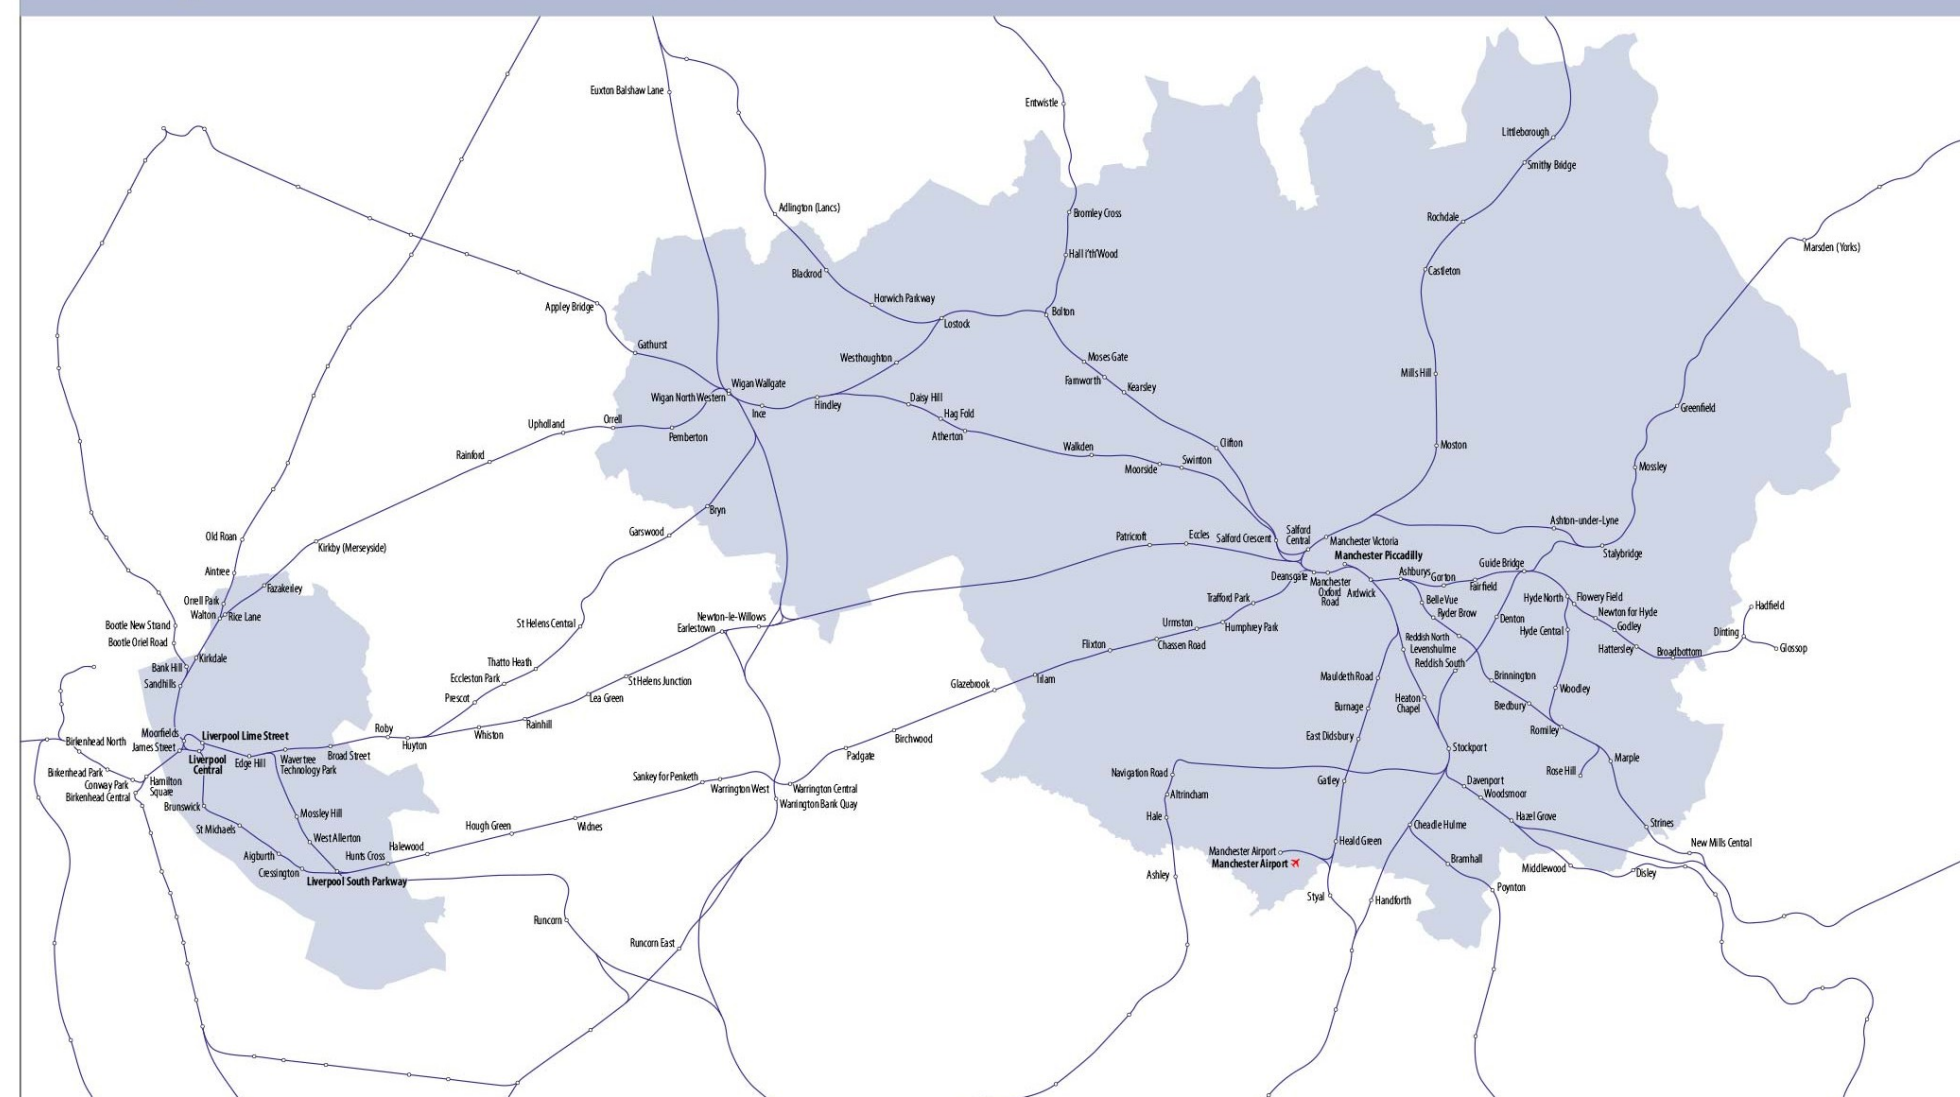 Euxton Balshaw Lane
Entwistle
Littleborough
Smithy Bridge
Adlington (Lancs)
Bromley Cross
Rochdale
Marsden (Yorks)
Hall i'th'Wood
Blackrod
Castleton
Horwich Parkway
Appley Bridge
Bolton
Lostock
Gathurst
Westhoughton
Moses Gate
Mills Hill
Farnworth
Kearsley
Wigan Wallgate
Wigan North Western
Ince
Hindley
Daisy Hill
Hag Fold
Atherton
Greenfield
Upholland
Orrell
Pemberton
Walkden
Clifton
Moston
Rainford
Moorside
Swinton
Mossley
Bryn
Garswood
Patricroft
Eccles
Salford Crescent
Salford
Central
Manchester Victoria
Ashton-under-Lyne
Old Roan
Kirkby (Merseyside)
Manchester Piccadilly
Stalybridge
Guide Bridge
Aintree
Fazakerley
Deansgate
Manchester
Oxford
Road
Ardwick
Ashburys
Gorton
Fairfield
Orrell Park
Walton
Rice Lane
Trafford Park
Belle Vue
Ryder Brow
Hyde North
Flowery Field
Newton for Hyde
Godley
Hadfield
Bootle New Strand
Bootle Oriel Road
St Helens Central
Newton-le-Willows
Earlestown
Urmston
Humphrey Park
Chassen Road
Flixton
Denton
Hyde Central
Dinting
Glossop
Reddish North
Levenshulme
Reddish South
Hattersley
Broadbottom
Kirkdale
Bank Hill
Sandhills
Thatto Heath
Eccleston Park
Prescot
St Helens Junction
Lea Green
Glazebrook
Irlam
Mauldeth Road
Brinnington
Woodley
Burnage
Heaton
Chapel
Bredbury
Rainhill
Whiston
Roby
Huyton
Birchwood
East Didsbury
Romiley
Moorfields
James Street
Liverpool Lime Street
Birkenhead North
Liverpool
Central
Edge Hill
Wavertree
Technology Park
Broad Street
Padgate
Stockport
Marple
Rose Hill
Birkenhead Park
Conway Park
Birkenhead Central
Hamilton
Square
Sankey for Penketh
Warrington West
Warrington Central
Warrington Bank Quay
Navigation Road
Altrincham
Gatley
Davenport
Woodsmoor
Brunswick
Mossley Hill
Hale
Hazel Grove
St Michaels
West Allerton
Hough Green
Widnes
Cheadle Hulme
Strines
Aigburth
Hunts Cross
Halewood
Heald Green
New Mills Central
Cressington
Liverpool South Parkway
Manchester Airport
Manchester Airport
Bramhall
Middlewood
Disley
Ashley
Styal
Handforth
Poynton
Runcorn
Runcorn East